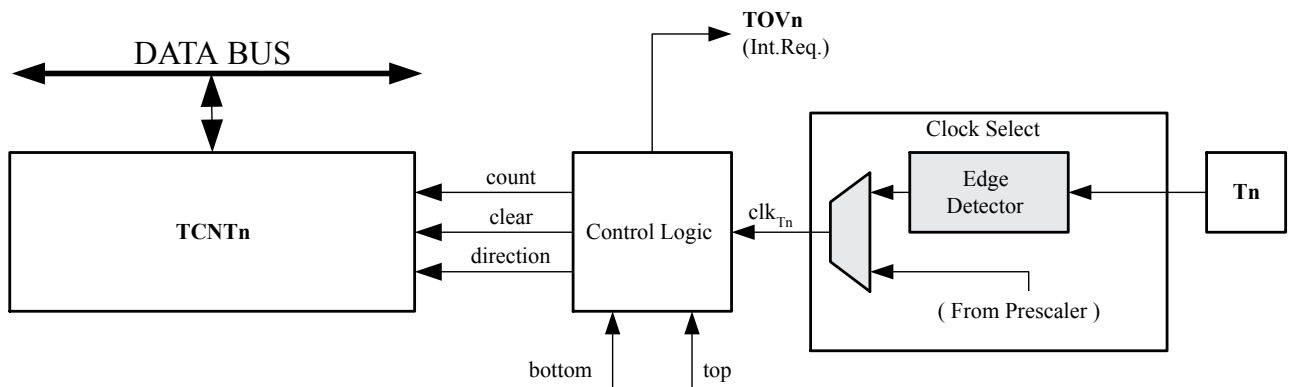 TOVn
(Int.Req.)
DATA BUS
Clock Select
count
Edge
Detector
Tn
TCNTn
clear
Control Logic
clkTn
direction
( From Prescaler )
bottom
top